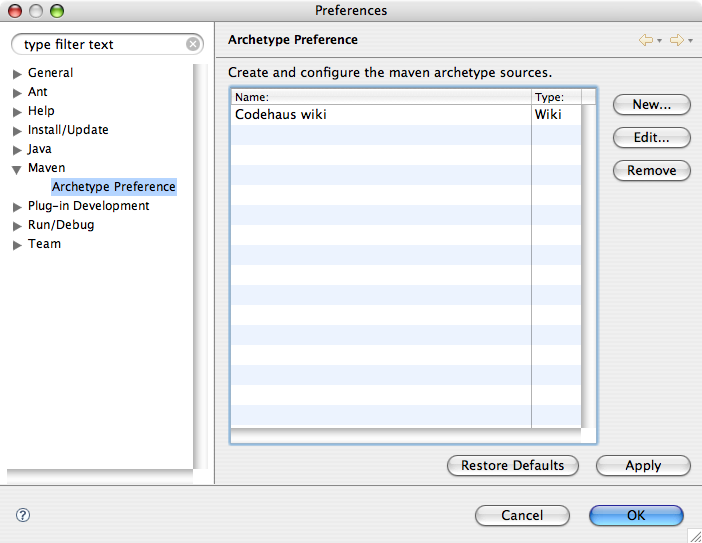 Preferences
type filter text
General
Ant
Help
Install/Update
Java
Maven
Archetype Preference
Plug-in Development
Run/Debug
Team
Archetype Preference
Create and configure the maven archetype sources.
Name: Type:
Codehaus wiki Wiki
New...
Edit...
Remove
Restore Defaults Apply
? Cancel OK